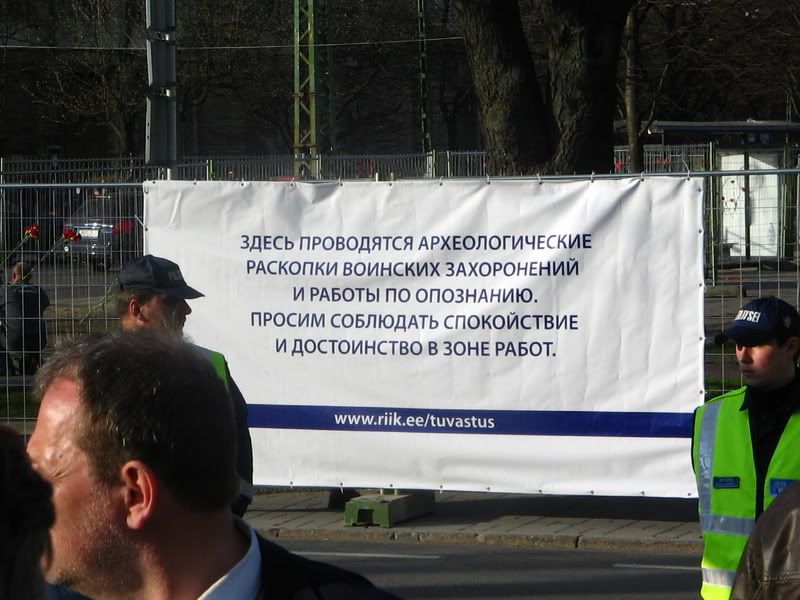 ЗДЕСЬ ПРОВОДЯТСЯ АРХЕОЛОГИЧЕСКИЕ
РАСКОПКИ ВОИНСКИХ ЗАХОРОНЕНИЙ
И РАБОТЫ ПО ОПОЗНАНИЮ.
ПРОСИМ СОБЛЮДАТЬ СПОКОЙСТВИЕ
И ДОСТОИНСТВО В ЗОНЕ РАБОТ.
www.riik.ee/tuvastus